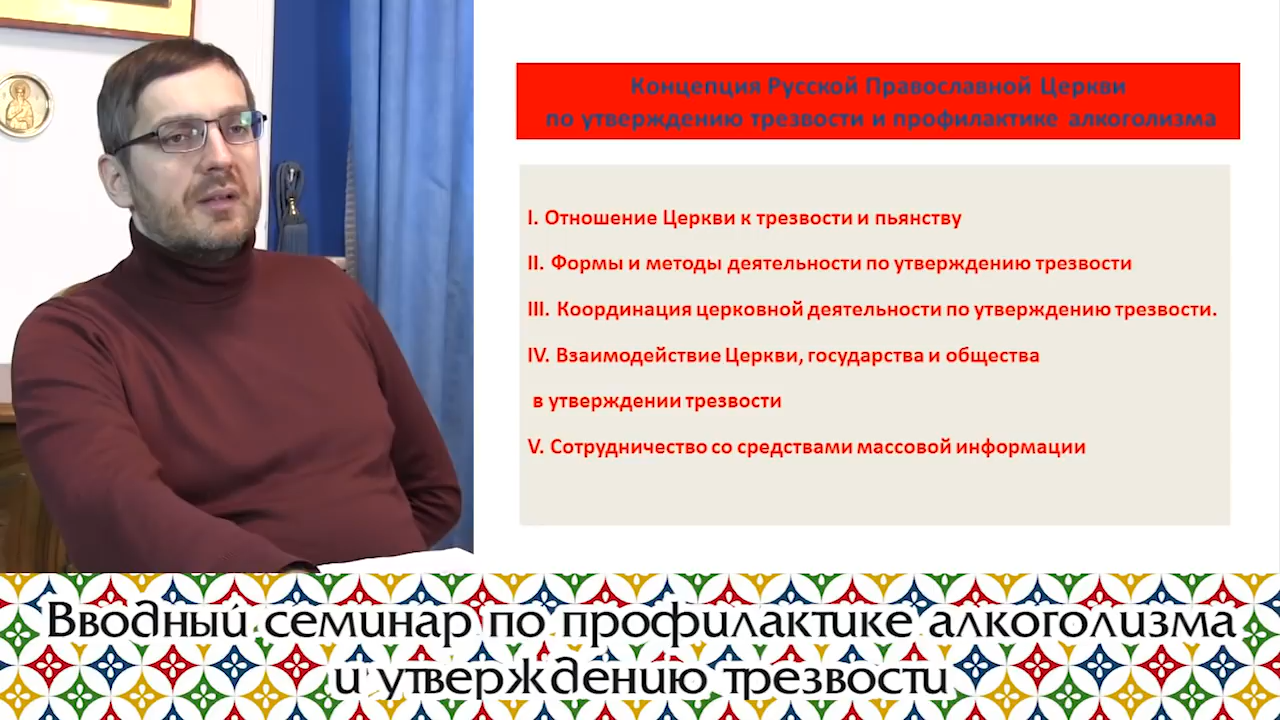 Концепция Русской Православной Церкви
по утверждению трезвости и профилактике алкоголизма
I. Отношение Церкви к трезвости и пьянству
II. Формы и методы деятельности по утверждению трезвости
III. Координация церковной деятельности по утверждению трезвости.
IV. Взаимодействие Церкви, государства и общества
в утверждении трезвости
V. Сотрудничество со средствами массовой информации
Вводный семинар по профилактике алкоголизма
и утверждению трезвости